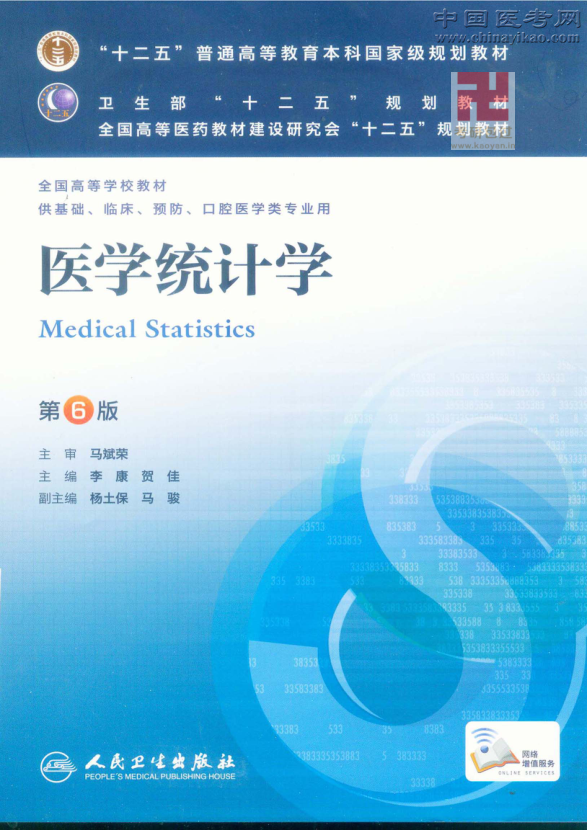 中国医考网
www.chinayikao.com
“十二五”普通高等教育本科国家级规划教材
卫生部“十二五”规划教材
全国高等医药教材建设研究会“十二五”规划教材
www.kaoyan.in
十二五
全国高等学校教材
供基础、临床、预防、口腔医学类专业用
医学统计学
Medical Statistics
第6版
主 审 马斌荣
主 编 李 康 贺 佳
副主编 杨土保 马 骏
人民卫生出版社
PEOPLE'S MEDICAL PUBLISHING HOUSE
网络
增值服务
ONLINE SERVICES